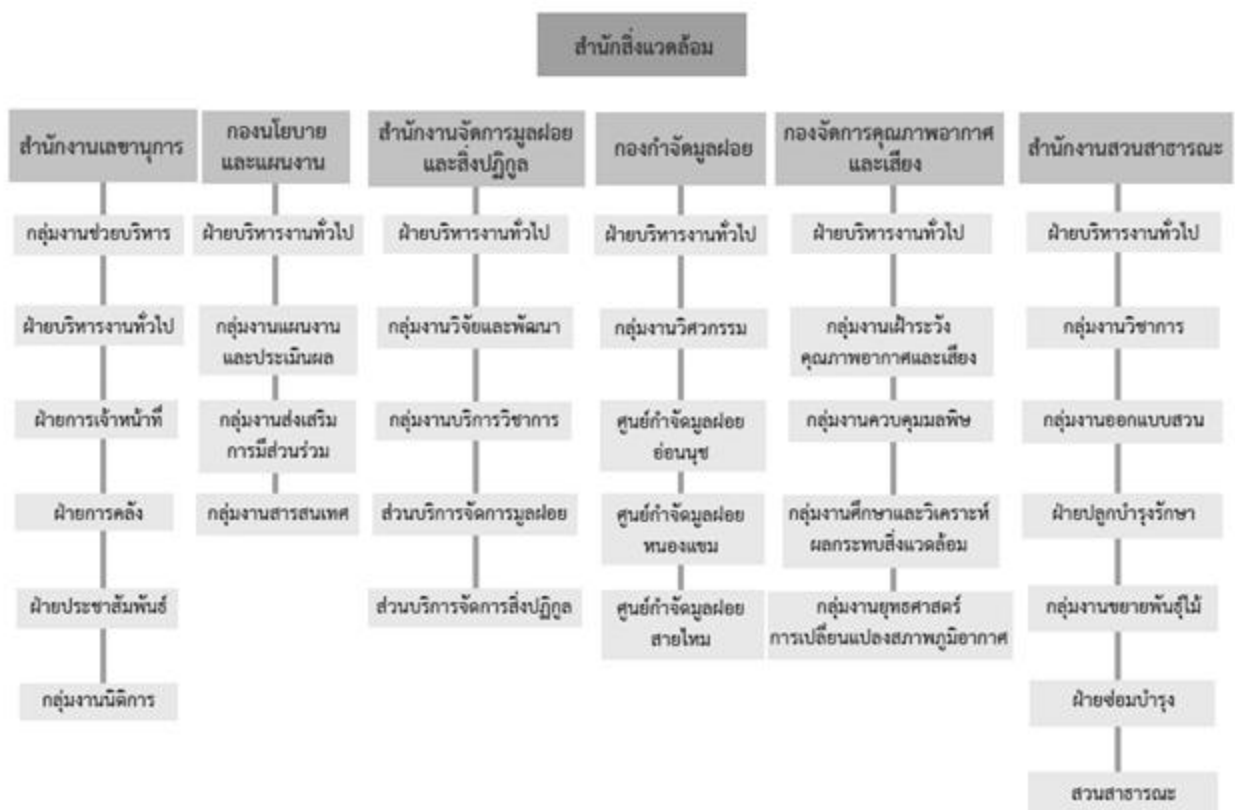 สำนักสิ่งแวดล้อม
สำนักงานเลขานุการ
กลุ่มงานช่วยบริหาร
ฝ่ายบริหารงานทั่วไป
ฝ่ายการเจ้าหน้าที่
ฝ่ายการคลัง
ฝ่ายประชาสัมพันธ์
กลุ่มงานนิติการ
กองนโยบาย
และแผนงาน
ฝ่ายบริหารงานทั่วไป
กลุ่มงานแผนงาน
และประเมินผล
กลุ่มงานส่งเสริม
การมีส่วนร่วม
กลุ่มงานสารสนเทศ
สำนักงานจัดการมูลฝอย
และสิ่งปฏิกูล
ฝ่ายบริหารงานทั่วไป
กลุ่มงานวิจัยและพัฒนา
กลุ่มงานบริการวิชาการ
ส่วนบริการจัดการมูลฝอย
ส่วนบริการจัดการสิ่งปฏิกูล
กองกำจัดมูลฝอย
ฝ่ายบริหารงานทั่วไป
กลุ่มงานวิศวกรรม
ศูนย์กำจัดมูลฝอย
อ่อนนุช
ศูนย์กำจัดมูลฝอย
หนองแขม
ศูนย์กำจัดมูลฝอย
สายไหม
กองจัดการคุณภาพอากาศ
และเสียง
ฝ่ายบริหารงานทั่วไป
กลุ่มงานเฝ้าระวัง
คุณภาพอากาศและเสียง
กลุ่มงานควบคุมมลพิษ
กลุ่มงานศึกษาและวิเคราะห์
ผลกระทบสิ่งแวดล้อม
กลุ่มงานยุทธศาสตร์
การเปลี่ยนแปลงสภาพภูมิอากาศ
สำนักงานสวนสาธารณะ
ฝ่ายบริหารงานทั่วไป
กลุ่มงานวิชาการ
กลุ่มงานออกแบบสวน
ฝ่ายปลูกบำรุงรักษา
กลุ่มงานขยายพันธุ์ไม้
ฝ่ายซ่อมบำรุง
สวนสาธารณะ